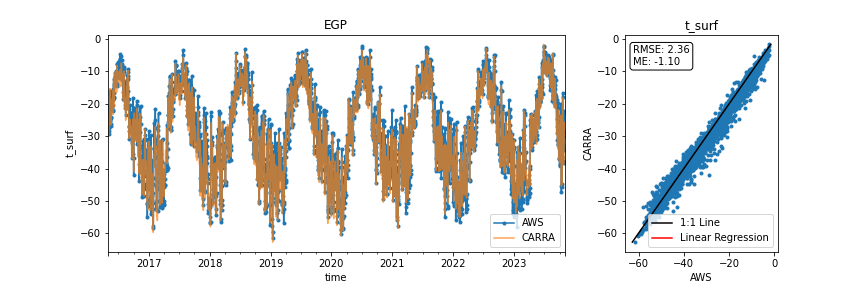 EGP
t_surf
0
−10
−20
−30
−40
−50
−60
t_surf
AWS
CARRA
2017
2018
2019
2020
2021
2022
2023
time
t_surf
0
−10
−20
−30
−40
−50
−60
CARRA
RMSE: 2.36
ME: -1.10
1:1 Line
Linear Regression
−60
−40
−20
0
AWS